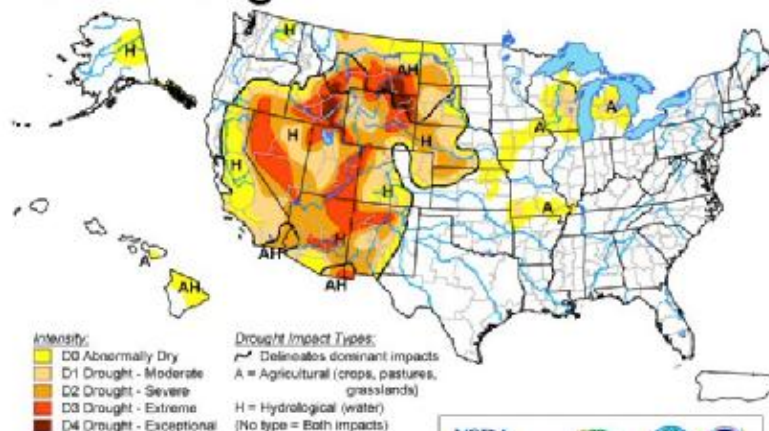 H
H
AH
A
A
H
H
H
H
A
H
A
AH
AH
AH
Intensity:
D0 Abnormally Dry
D1 Drought - Moderate
D2 Drought - Severe
D3 Drought - Extreme
D4 Drought - Exceptional
Drought Impact Types:
Delineates dominant impacts
A = Agricultural (crops, pastures,
grasslands)
H = Hydrological (water)
(No type = Both impacts)